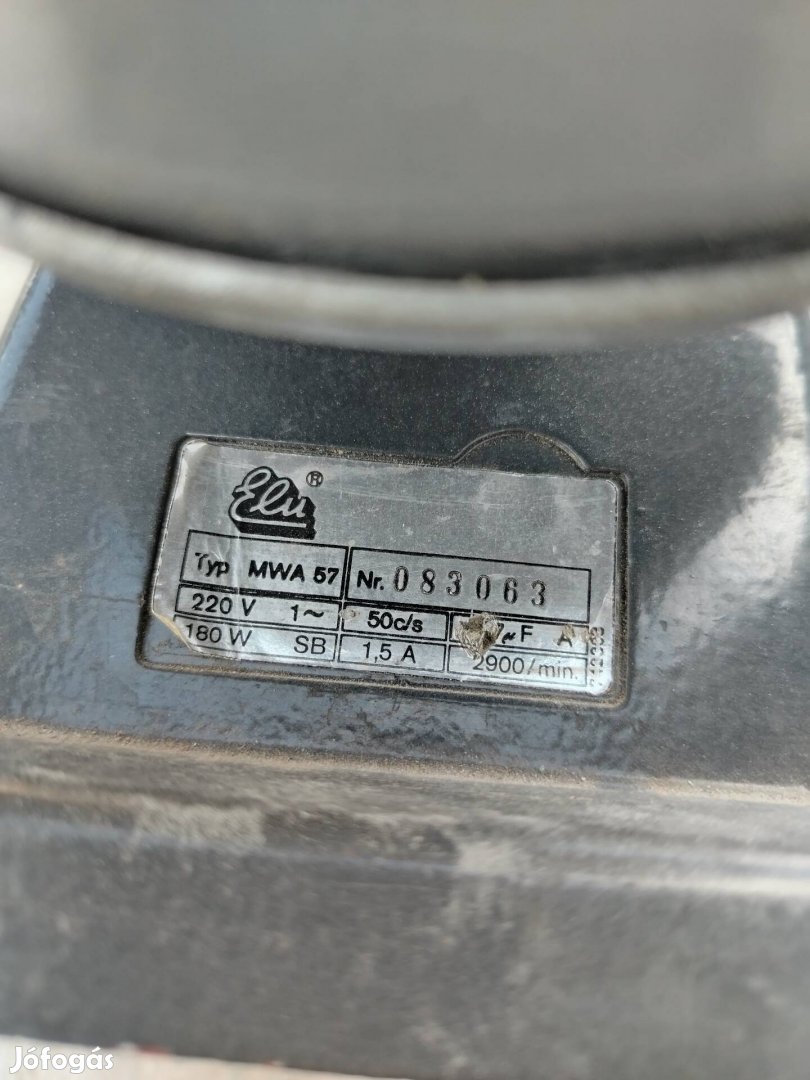 Elu ®
Typ MWA 57 Nr. 083063
220 V 1~ 50c/s F A
180 W SB 1,5 A 2900/min.
Jófogás